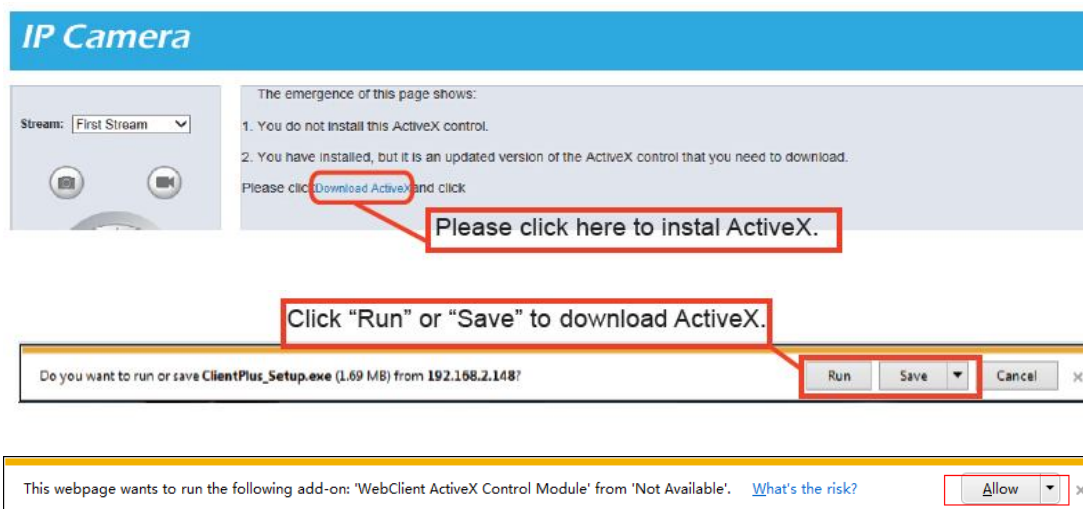 IP Camera
The emergence of this page shows:
Stream: First Stream
1. You do not install this ActiveX control.
2. You have installed, but it is an updated version of the ActiveX control that you need to download.
Please click Download ActiveX and click
Please click here to instal ActiveX.
Click “Run” or “Save” to download ActiveX.
Do you want to run or save ClientPlus_Setup.exe (1.69 MB) from 192.168.2.148? Run Save Cancel
This webpage wants to run the following add-on: 'WebClient ActiveX Control Module' from 'Not Available'. What's the risk? Allow